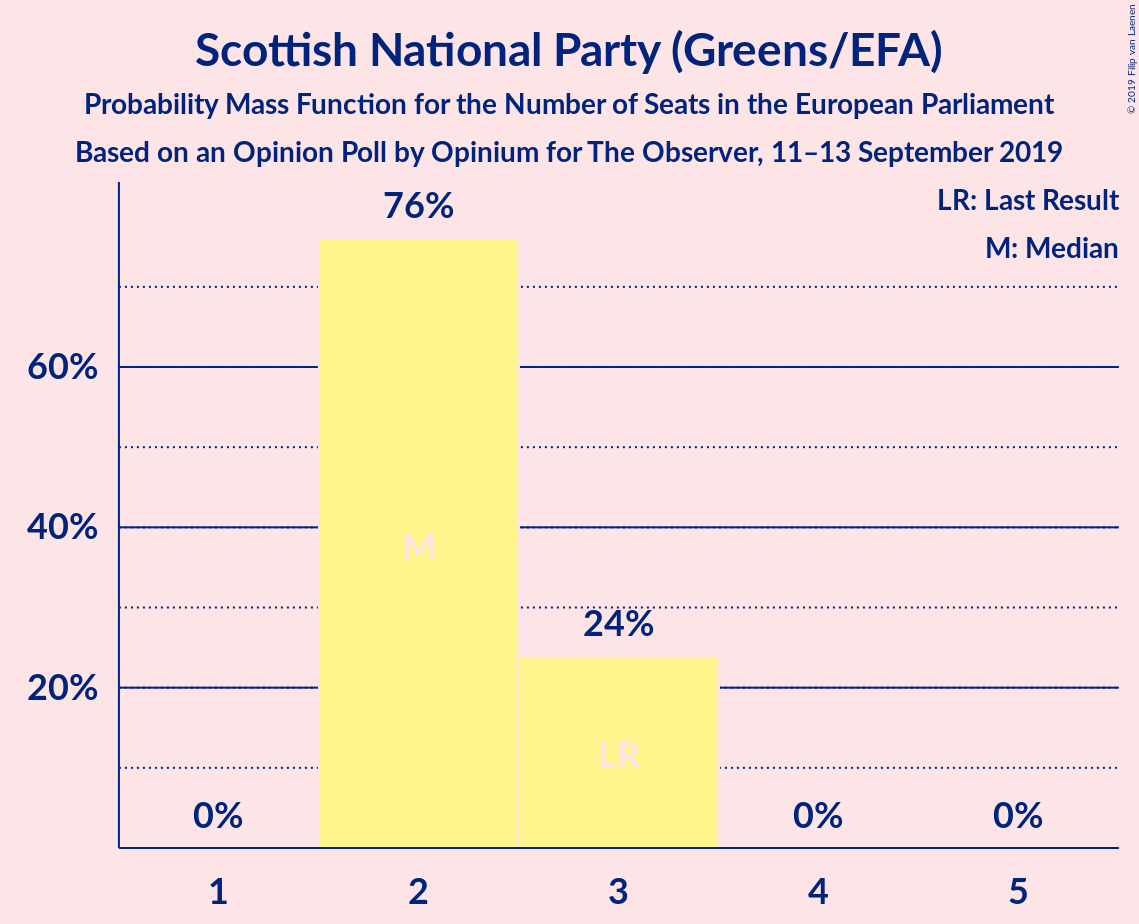 Scottish National Party (Greens/EFA)
Probability Mass Function for the Number of Seats in the European Parliament
Based on an Opinion Poll by Opinium for The Observer, 11–13 September 2019
© 2019 Filip van Laenen
LR: Last Result
M: Median
76%
60%
40%
M
24%
20%
LR
0%
0%
0%
1
2
3
4
5